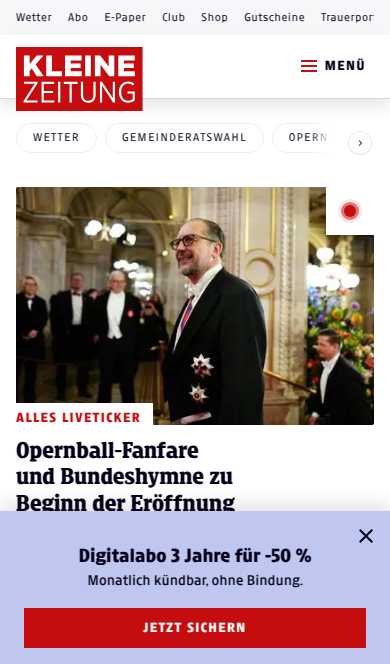 Wetter Abo E-Paper Club Shop Gutscheine Trauerpor
KLEINE
ZEITUNG
MENÜ
WETTER GEMEINDERATSWAHL OPERN
ALLES LIVETICKER
Opernball-Fanfare
und Bundeshymne zu
Beginn der Eröffnung
Digitalabo 3 Jahre für -50 %
Monatlich kündbar, ohne Bindung.
JETZT SICHERN